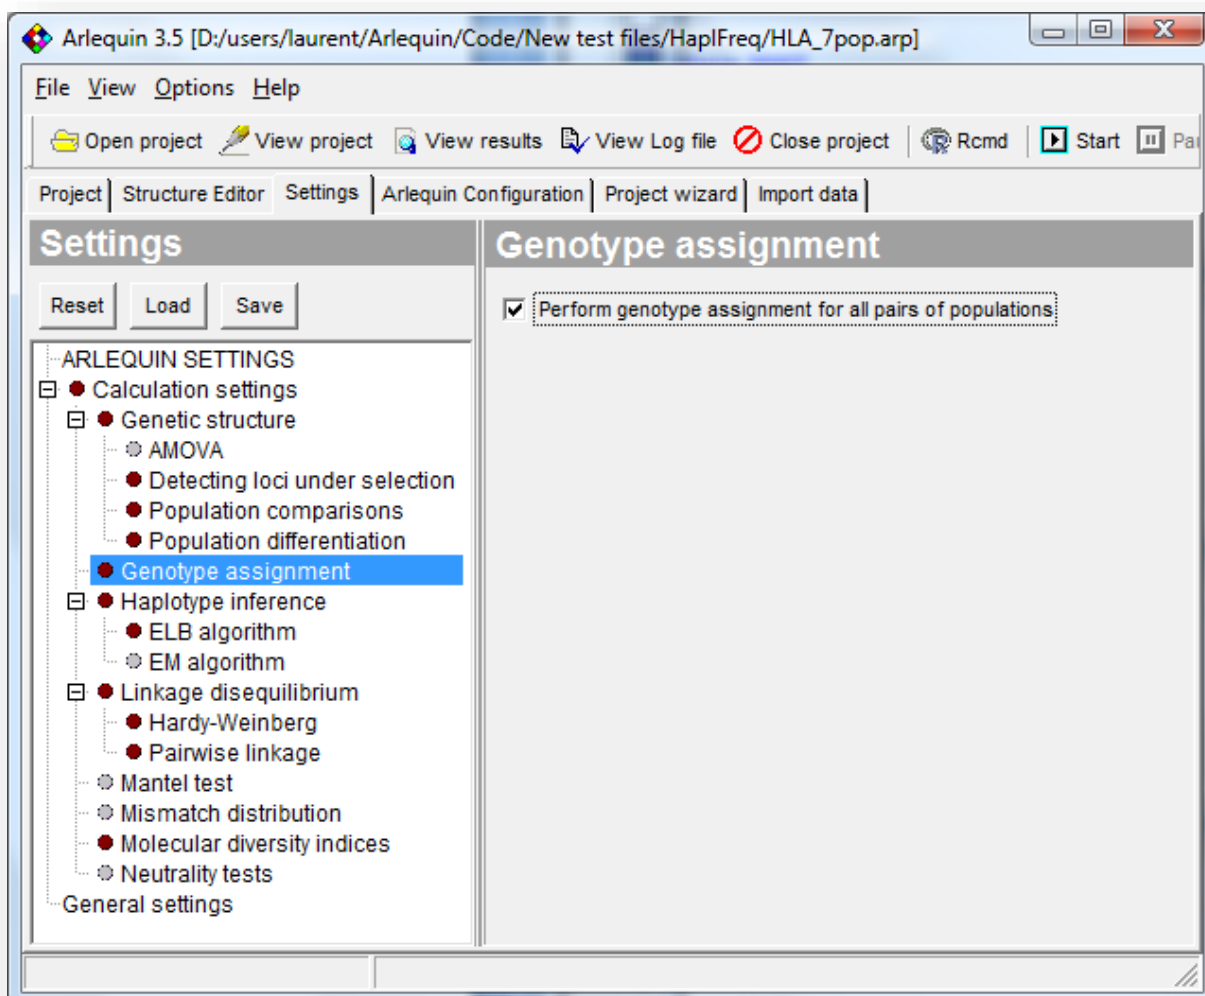 Arlequin 3.5 [D:/users/laurent/Arlequin/Code/New test files/HaplFreq/HLA_7pop.arp]
File View Options Help
Open project View project View results View Log file Close project Rcmd Start Pau
Project Structure Editor Settings Arlequin Configuration Project wizard Import data
Settings
Genotype assignment
Reset Load Save
Perform genotype assignment for all pairs of populations
ARLEQUIN SETTINGS
Calculation settings
Genetic structure
AMOVA
Detecting loci under selection
Population comparisons
Population differentiation
Genotype assignment
Haplotype inference
ELB algorithm
EM algorithm
Linkage disequilibrium
Hardy-Weinberg
Pairwise linkage
Mantel test
Mismatch distribution
Molecular diversity indices
Neutrality tests
General settings